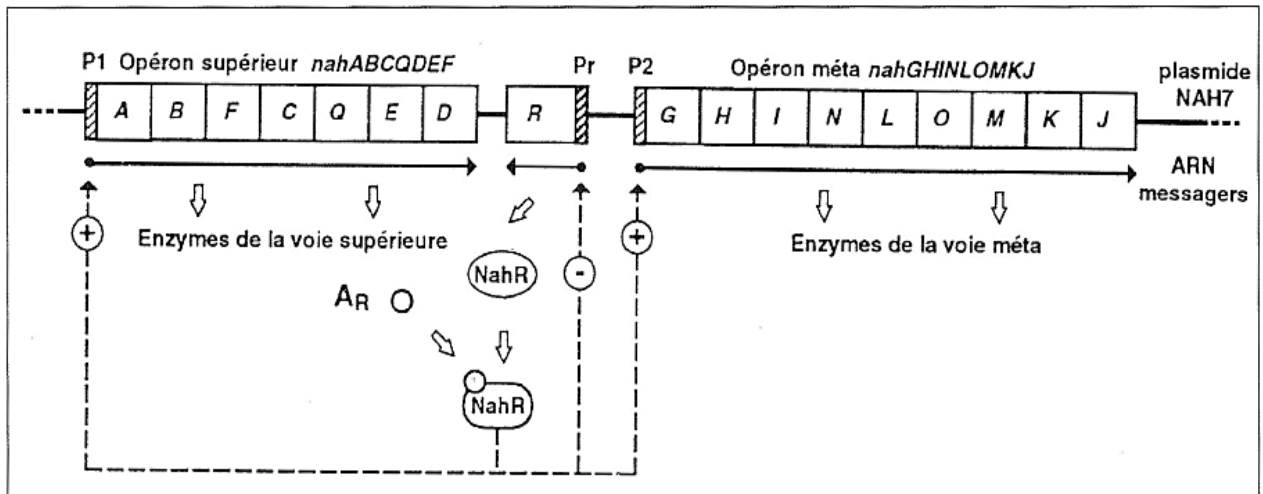 P1 Opéron supérieur nahABCQDEF Pr P2 Opéron méta nahGHINLOMKJ plasmide NAH7
A B F C Q E D R G H I N L O M K J
ARN messagers
+ Enzymes de la voie supérieure + Enzymes de la voie méta
NahR -
AR
NahR